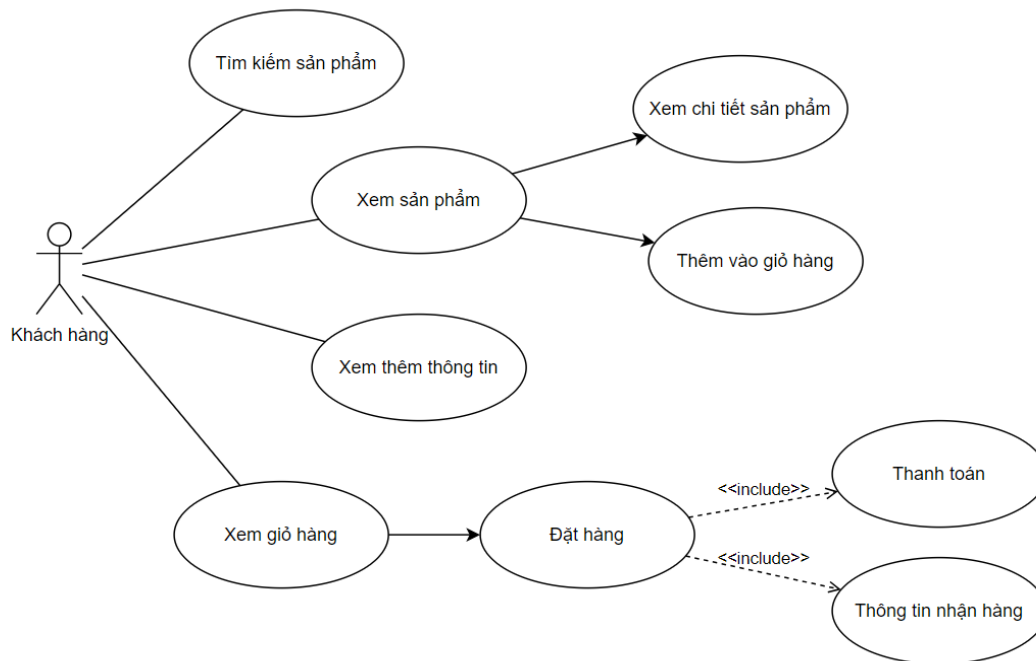 Tìm kiếm sản phẩm
Xem chi tiết sản phẩm
Xem sản phẩm
Thêm vào giỏ hàng
Khách hàng
Xem thêm thông tin
Thanh toán
<<include>>
Xem giỏ hàng
Đặt hàng
<<include>>
Thông tin nhận hàng